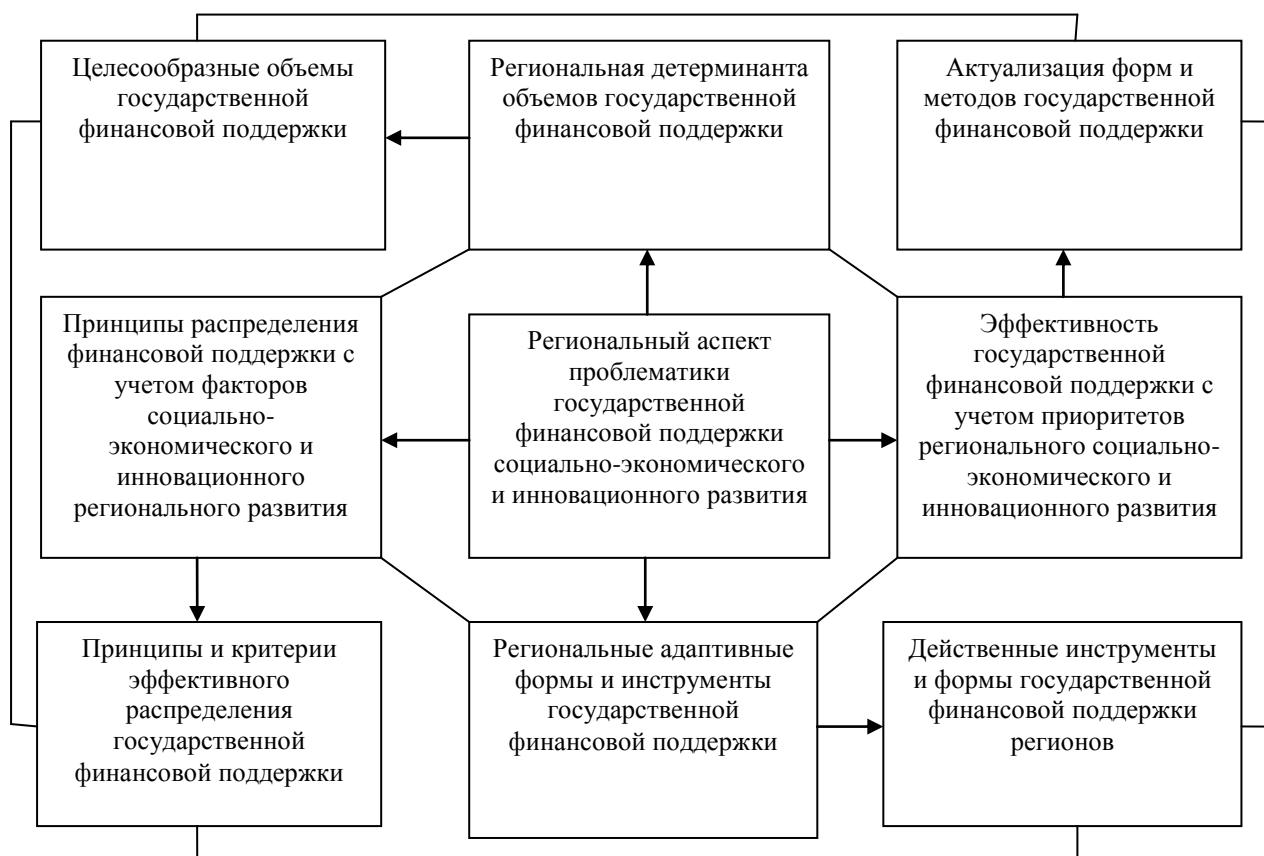 Целесообразные объемы
государственной
финансовой поддержки
Региональная детерминанта
объемов государственной
финансовой поддержки
Актуализация форм и
методов государственной
финансовой поддержки
Принципы распределения
финансовой поддержки с
учетом факторов
социально-
экономического и
инновационного
регионального развития
Региональный аспект
проблематики
государственной
финансовой поддержки
социально-экономического
и инновационного развития
Эффективность
государственной
финансовой поддержки с
учетом приоритетов
регионального социально-
экономического и
инновационного развития
Принципы и критерии
эффективного
распределения
государственной
финансовой поддержки
Региональные адаптивные
формы и инструменты
государственной
финансовой поддержки
Действенные инструменты
и формы государственной
финансовой поддержки
регионов